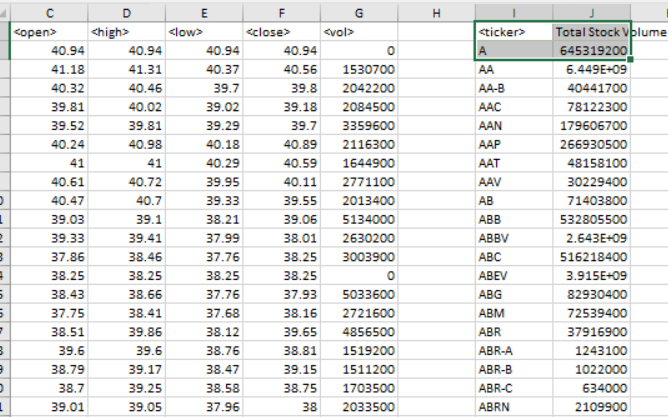 C D E F G H I J
<open> <high> <low> <close> <vol> <ticker> Total Stock Volume
40.94 40.94 40.94 40.94 0 A 645319200
41.18 41.31 40.37 40.56 1530700 AA 6.449E+09
40.32 40.46 39.7 39.8 2042200 AA-B 40441700
39.81 40.02 39.02 39.18 2084500 AAC 78122300
39.52 39.81 39.29 39.7 3359600 AAN 179606700
40.24 40.98 40.18 40.89 2116300 AAP 266930500
41 41 40.29 40.59 1644900 AAT 48158100
40.61 40.72 39.95 40.11 2771100 AAV 30229400
40.47 40.7 39.33 39.55 2013400 AB 71403800
39.03 39.1 38.21 39.06 5134000 ABB 532805500
39.33 39.41 37.99 38.01 2630200 ABBV 2.643E+09
37.86 38.46 37.76 38.25 3003900 ABC 516218400
38.25 38.25 38.25 38.25 0 ABEV 3.915E+09
38.43 38.66 37.76 37.93 5033600 ABG 82930400
37.75 38.41 37.68 38.16 2721600 ABM 72539400
38.51 39.86 38.12 39.65 4856500 ABR 37916900
39.6 39.6 38.76 38.81 1519200 ABR-A 1243100
38.79 39.17 38.47 39.15 1511200 ABR-B 1022000
38.7 39.25 38.58 38.75 1703500 ABR-C 634000
39.01 39.05 37.96 38 2033500 ABRN 2109900